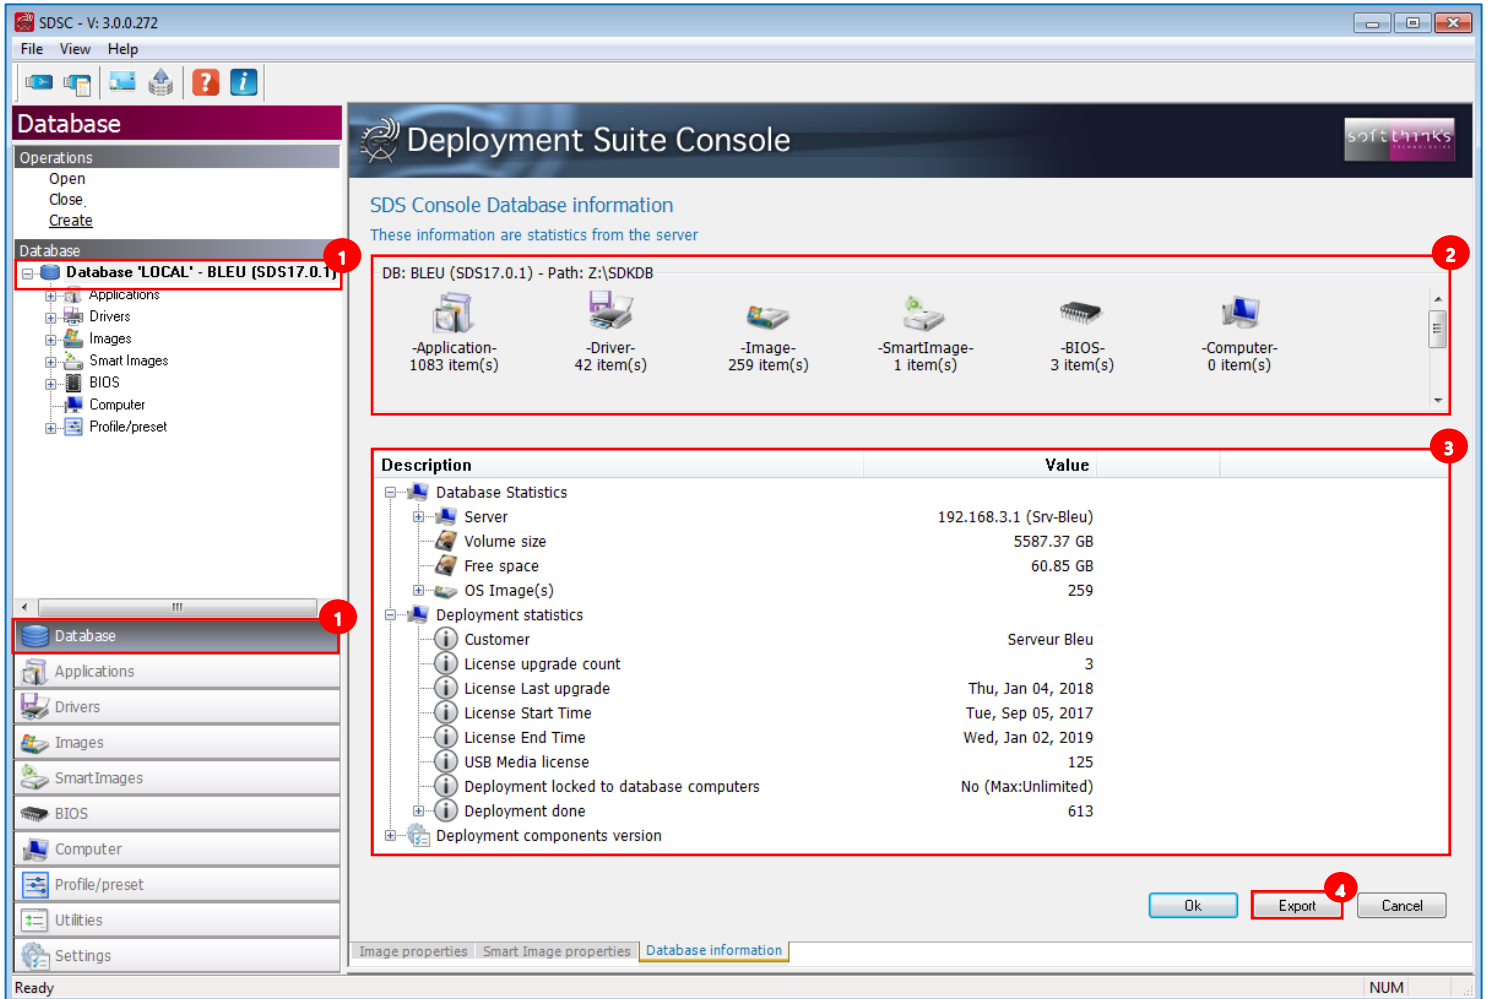 SDSC - V: 3.0.0.272
File View Help
Database
Operations
Open
Close
Create
Database
1
Database 'LOCAL' - BLEU (SDS17.0.1)
Applications
Drivers
Images
Smart Images
BIOS
Computer
Profile/preset
1
Database
Applications
Drivers
Images
SmartImages
BIOS
Computer
Profile/preset
Utilities
Settings
Deployment Suite Console
softthinks
TECHNOLOGIES
SDS Console Database information
These information are statistics from the server
2
DB: BLEU (SDS17.0.1) - Path: Z:\SDKDB
-Application- -Driver- -Image- -SmartImage- -BIOS- -Computer-
1083 item(s) 42 item(s) 259 item(s) 1 item(s) 3 item(s) 0 item(s)
3
Description Value
Database Statistics
Server 192.168.3.1 (Srv-Bleu)
Volume size 5587.37 GB
Free space 60.85 GB
OS Image(s) 259
Deployment statistics
Customer Serveur Bleu
License upgrade count 3
License Last upgrade Thu, Jan 04, 2018
License Start Time Tue, Sep 05, 2017
License End Time Wed, Jan 02, 2019
USB Media license 125
Deployment locked to database computers No (Max:Unlimited)
Deployment done 613
Deployment components version
4
Ok Export Cancel
Image properties Smart Image properties Database information
Ready NUM